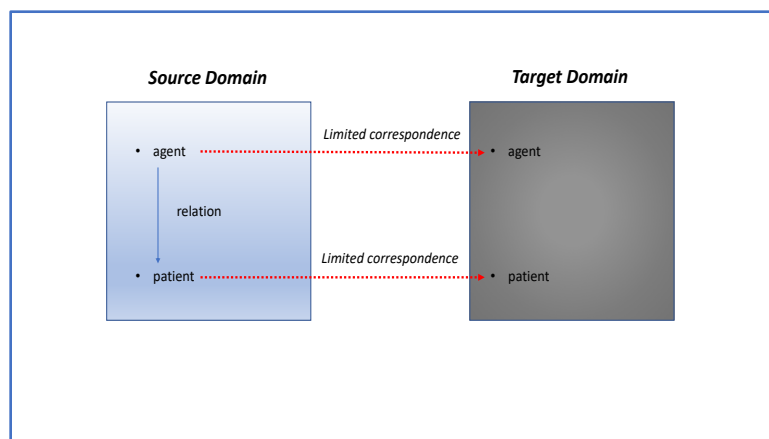 Source Domain
Target Domain
Limited correspondence
• agent
• agent
relation
Limited correspondence
• patient
• patient